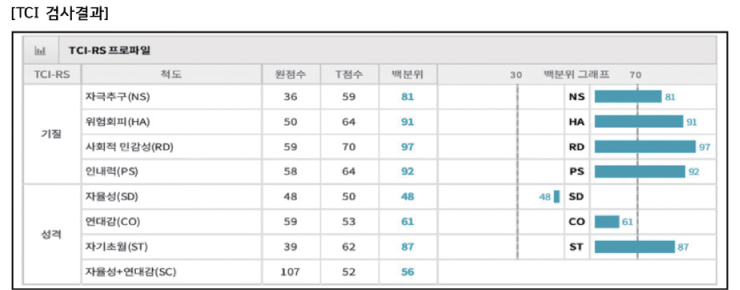 [TCI 검사결과]
TCI-RS 프로파일
TCI-RS 척도 원점수 T점수 백분위 30 백분위 그래프 70
기질
자극추구(NS) 36 59 81 NS 81
위험회피(HA) 50 64 91 HA 91
사회적 민감성(RD) 59 70 97 RD 97
인내력(PS) 58 64 92 PS 92
성격
자율성(SD) 48 50 48 48 SD
연대감(CO) 59 53 61 CO 61
자기초월(ST) 39 62 87 ST 87
자율성+연대감(SC) 107 52 56